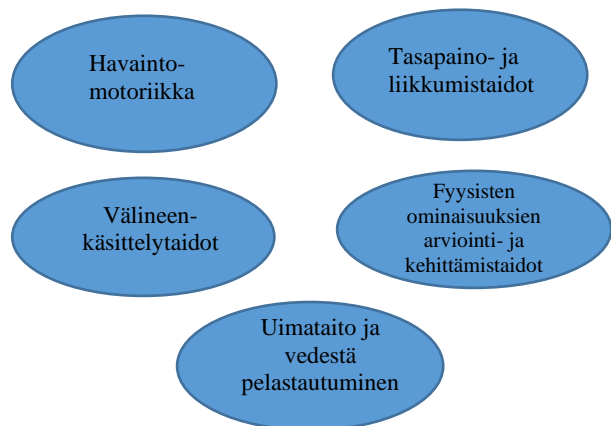 Havainto-
motoriikka
Tasapaino- ja
liikkumistaidot
Välineen-
käsittelytaidot
Fyysisten
ominaisuuksien
arviointi- ja
kehittämistaidot
Uimataito ja
vedestä
pelastautuminen